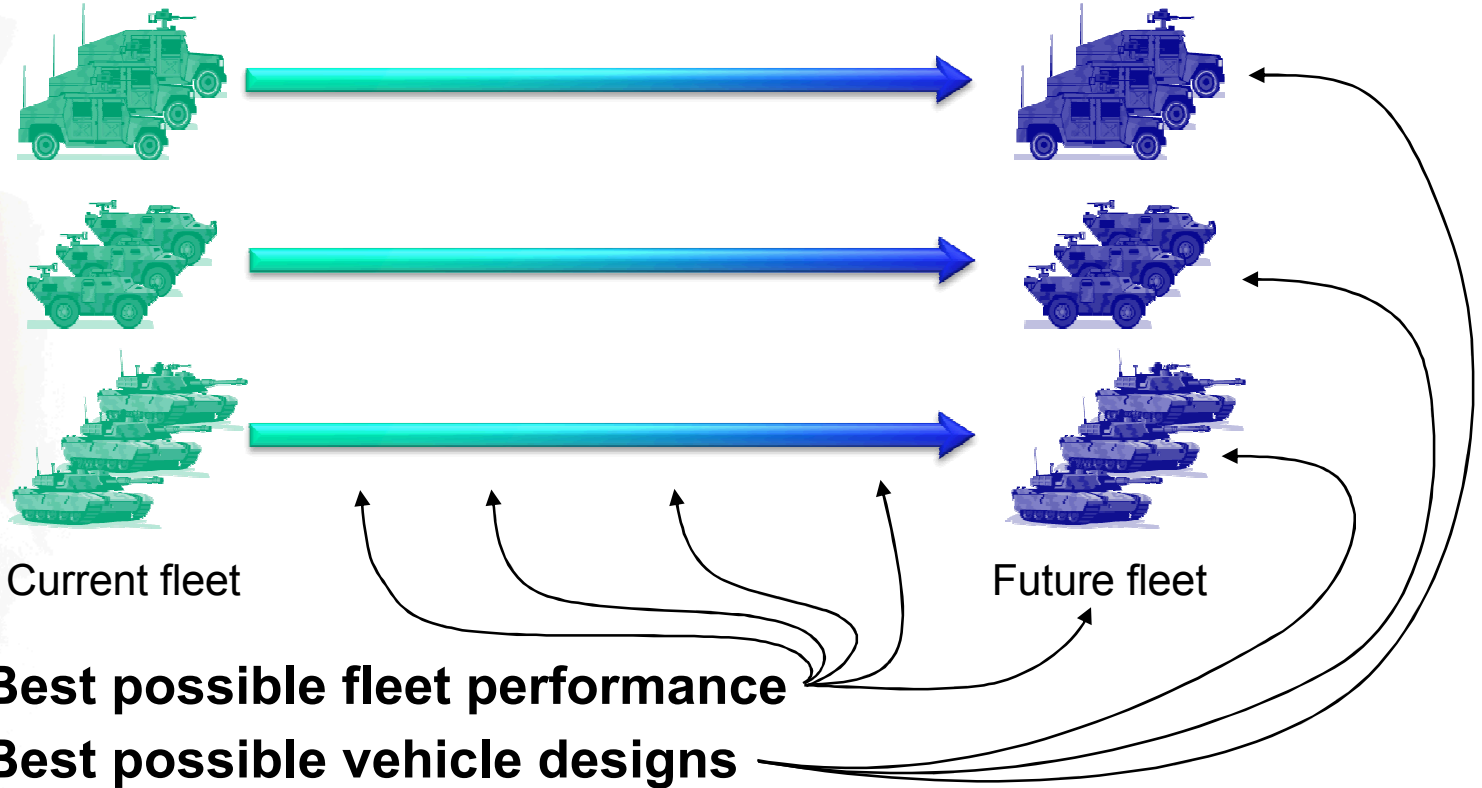 Current fleet
Future fleet
Best possible fleet performance
Best possible vehicle designs